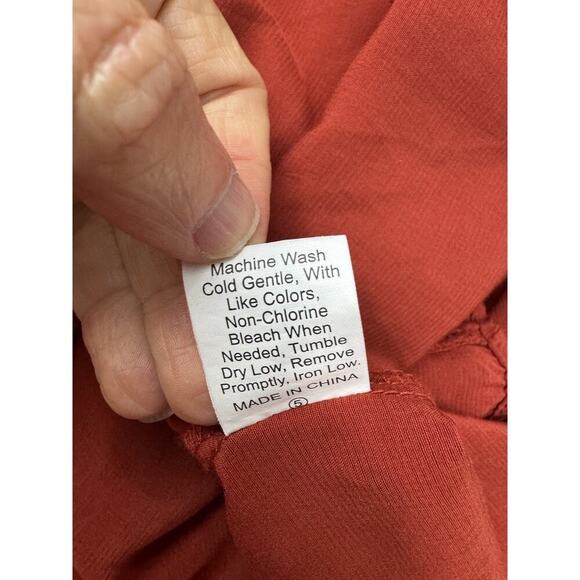 Machine Wash
Cold Gentle, With
Like Colors,
Non-Chlorine
Bleach When
Needed, Tumble
Dry Low, Remove
Promptly, Iron Low.
MADE IN CHINA
5